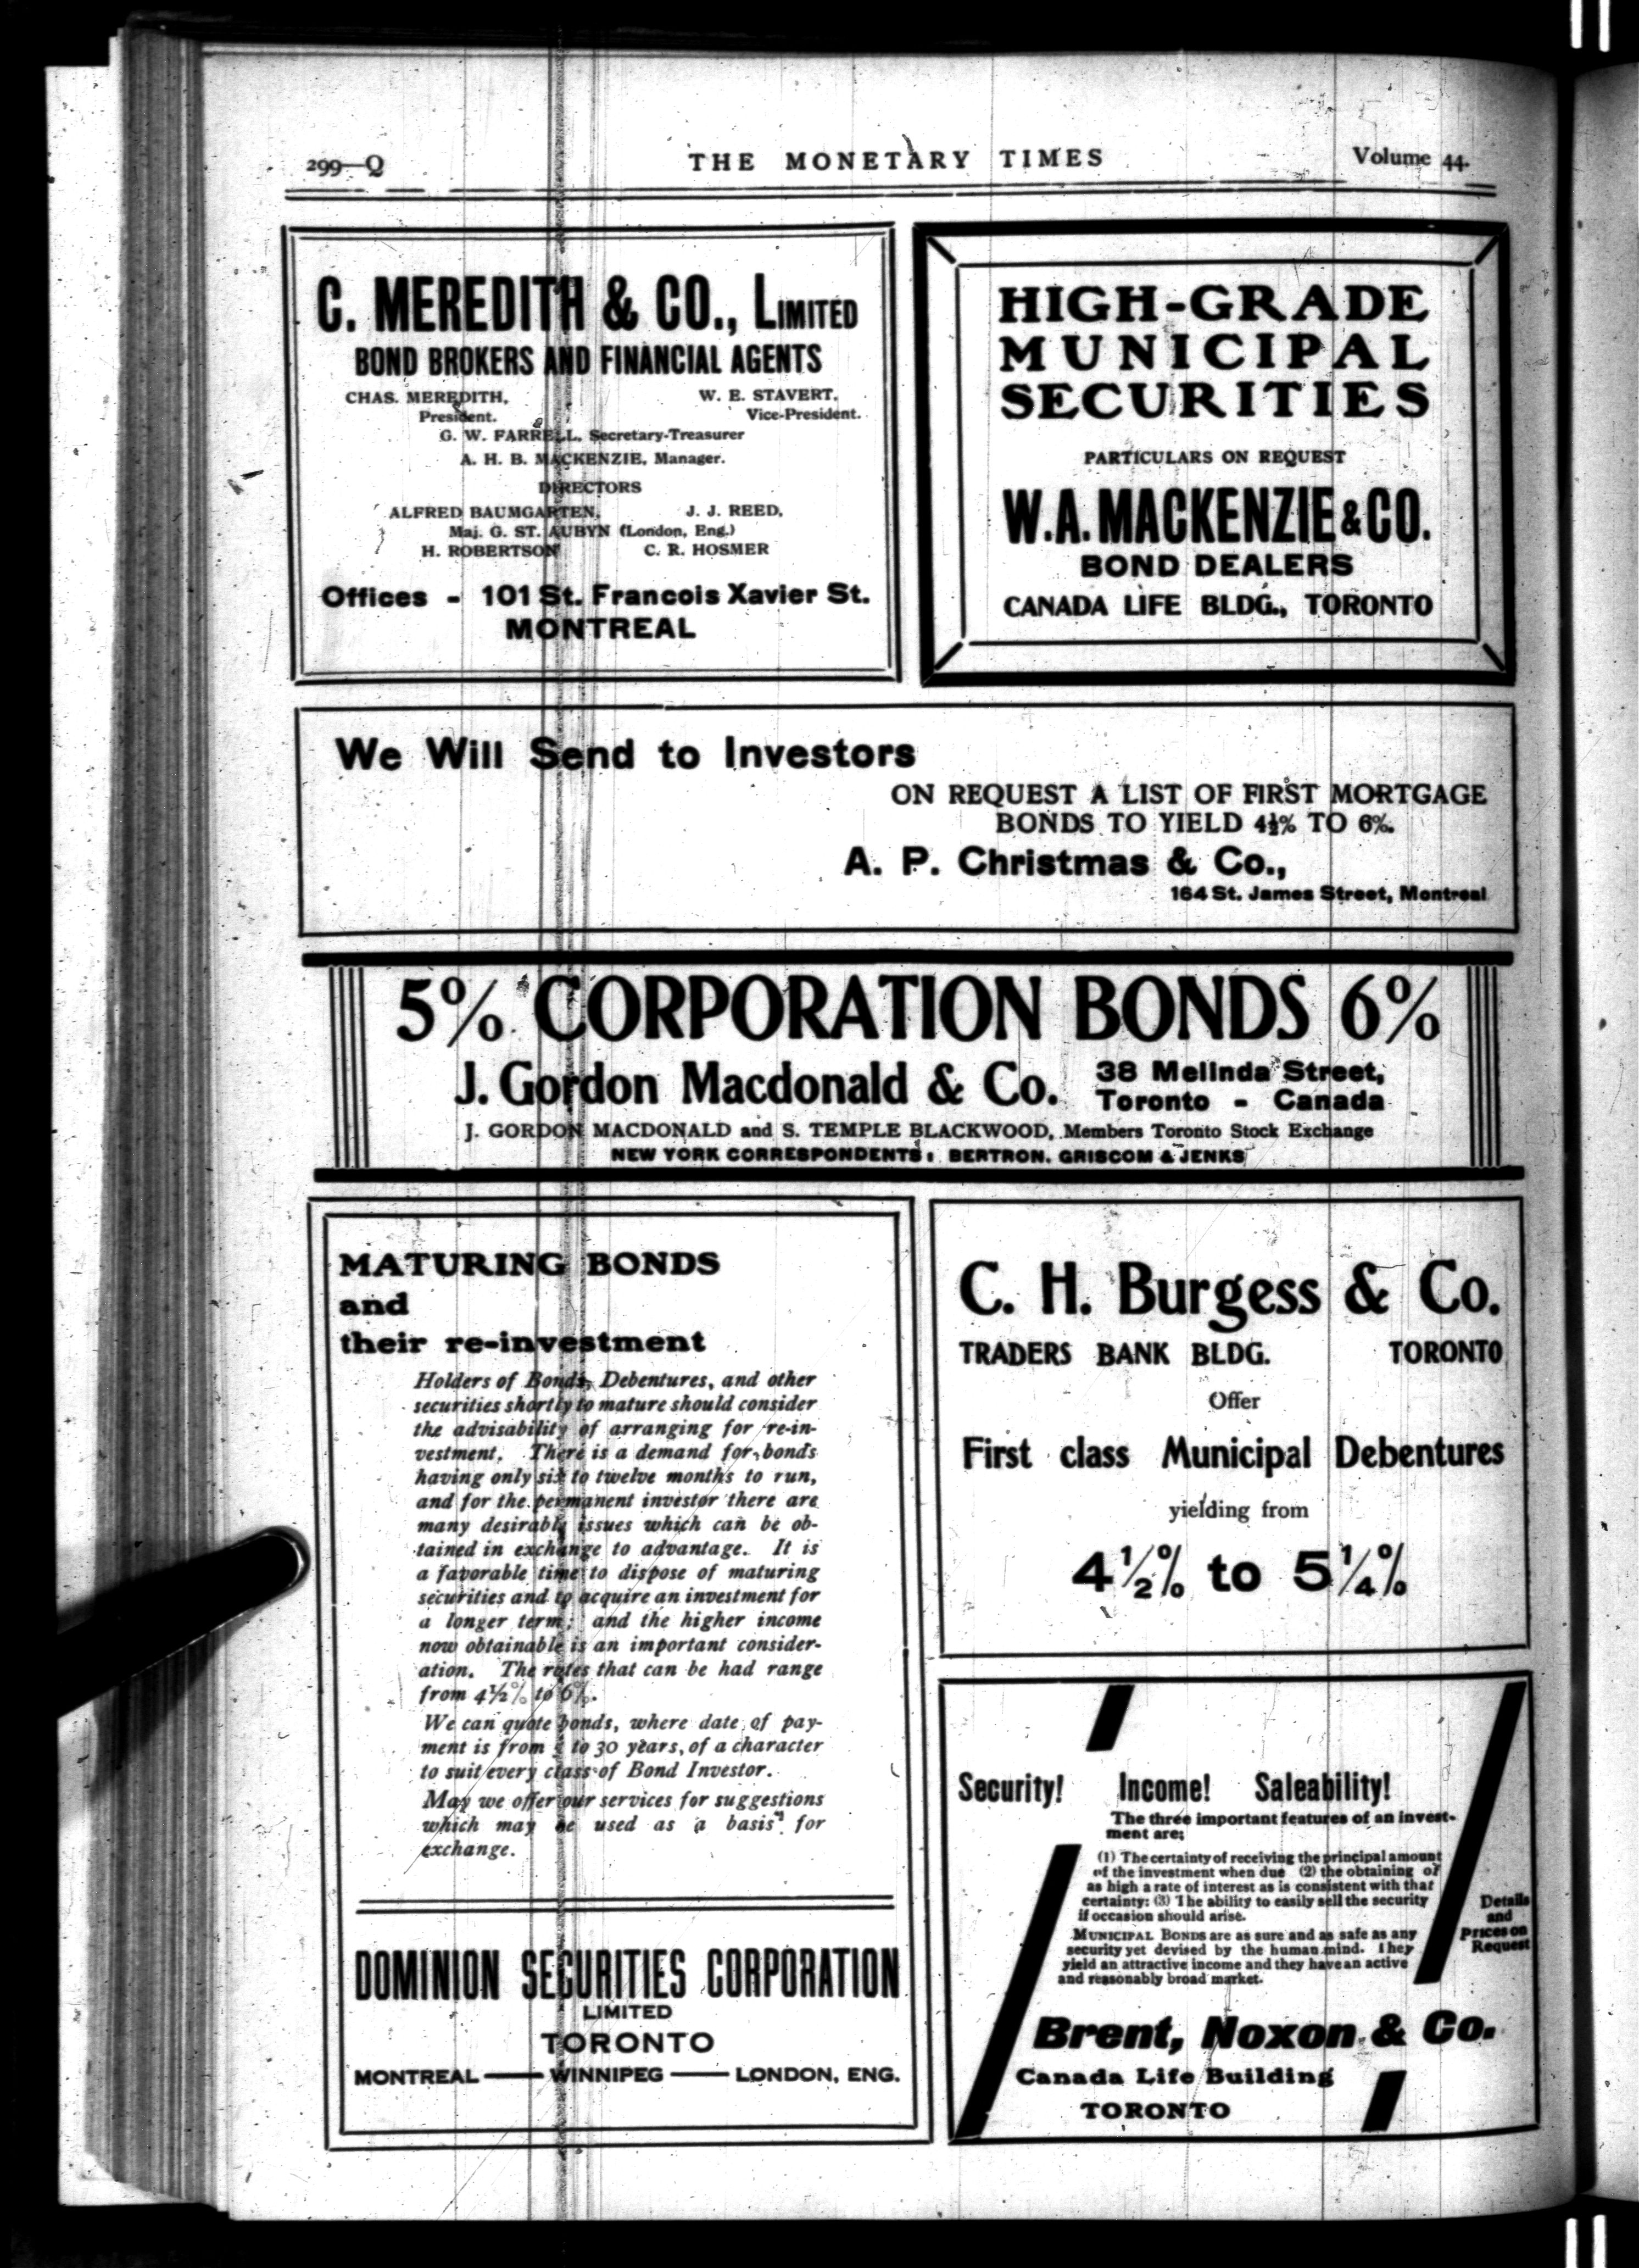 299—Q
THE MONETARY TIMES
Volume 44.
C. MEREDITH & CO., LIMITED
BOND BROKERS AND FINANCIAL AGENTS
CHAS. MEREDITH,
President.
W. E. STAVERT,
Vice-President.
G. W. FARRELL, Secretary-Treasurer
A. H. B. MACKENZIE, Manager.
DIRECTORS
ALFRED BAUMGARTEN, J. J. REED,
Maj. G. ST. AUBYN (London, Eng.)
H. ROBERTSON C. R. HOSMER
Offices - 101 St. Francois Xavier St.
MONTREAL
HIGH-GRADE
MUNICIPAL
SECURITIES
PARTICULARS ON REQUEST
W.A. MACKENZIE & CO.
BOND DEALERS
CANADA LIFE BLDG., TORONTO
We Will Send to Investors
ON REQUEST A LIST OF FIRST MORTGAGE
BONDS TO YIELD 4½% TO 6%.
A. P. Christmas & Co.,
164 St. James Street, Montreal
5% CORPORATION BONDS 6%
J. Gordon Macdonald & Co.
38 Melinda Street,
Toronto - Canada
J. GORDON MACDONALD and S. TEMPLE BLACKWOOD, Members Toronto Stock Exchange
NEW YORK CORRESPONDENTS: BERTRON, GRISCOM & JENKS
MATURING BONDS
and
their re-investment
Holders of Bonds, Debentures, and other
securities shortly to mature should consider
the advisability of arranging for re-in-
vestment. There is a demand for bonds
having only six to twelve months to run,
and for the permanent investor there are
many desirable issues which can be ob-
tained in exchange to advantage. It is
a favorable time to dispose of maturing
securities and to acquire an investment for
a longer term; and the higher income
now obtainable is an important consider-
ation. The rates that can be had range
from 4½% to 6%.
We can quote bonds, where date of pay-
ment is from to 30 years, of a character
to suit every class of Bond Investor.
May we offer our services for suggestions
which may be used as a basis for
exchange.
DOMINION SECURITIES CORPORATION
LIMITED
TORONTO
MONTREAL — WINNIPEG — LONDON, ENG.
C. H. Burgess & Co.
TRADERS BANK BLDG. TORONTO
Offer
First class Municipal Debentures
yielding from
4½% to 5¼%
Security! Income! Saleability!
The three important features of an invest-
ment are;
(1) The certainty of receiving the principal amount
of the investment when due (2) the obtaining of
as high a rate of interest as is consistent with that
certainty: (3) The ability to easily sell the security
if occasion should arise.
MUNICIPAL BONDS are as sure and as safe as any
security yet devised by the human mind. They
yield an attractive income and they have an active
and reasonably broad market.
Details
and
Prices on
Request
Brent, Noxon & Co.
Canada Life Building
TORONTO